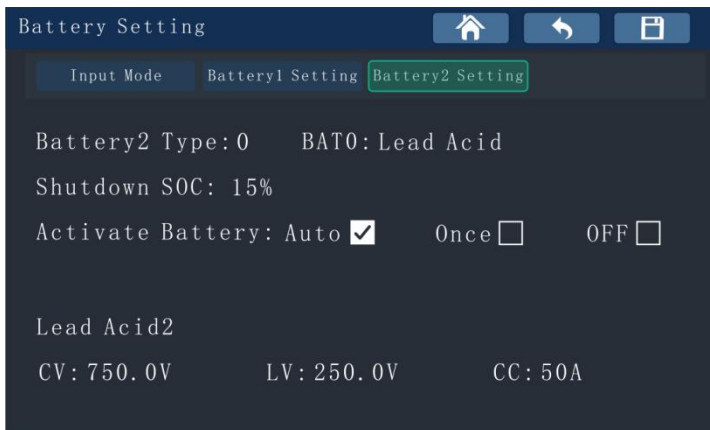 Battery Setting
Input Mode Battery1 Setting Battery2 Setting
Battery2 Type:0 BAT0:Lead Acid
Shutdown SOC: 15%
Activate Battery: Auto Once OFF
Lead Acid2
CV:750.0V LV:250.0V CC:50A